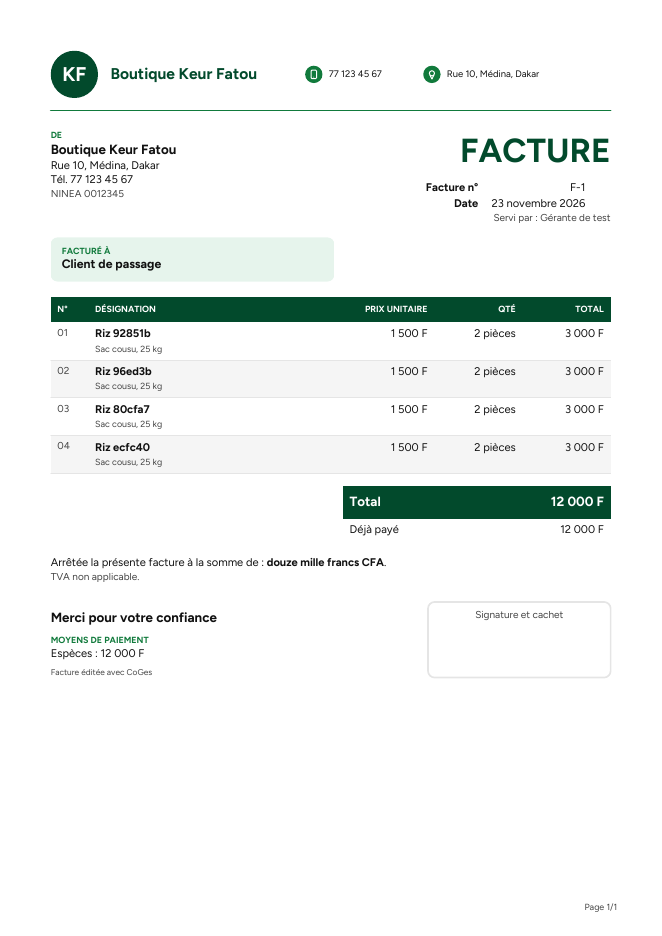 KF Boutique Keur Fatou 77 123 45 67 Rue 10, Médina, Dakar
DE
Boutique Keur Fatou
Rue 10, Médina, Dakar
Tél. 77 123 45 67
NINEA 0012345
FACTURE
Facture n° F-1
Date 23 novembre 2026
Servi par : Gérante de test
FACTURÉ À
Client de passage
N° DÉSIGNATION PRIX UNITAIRE QTÉ TOTAL
01 Riz 92851b 1 500 F 2 pièces 3 000 F
Sac cousu, 25 kg
02 Riz 96ed3b 1 500 F 2 pièces 3 000 F
Sac cousu, 25 kg
03 Riz 80cfa7 1 500 F 2 pièces 3 000 F
Sac cousu, 25 kg
04 Riz ecfc40 1 500 F 2 pièces 3 000 F
Sac cousu, 25 kg
Total 12 000 F
Déjà payé 12 000 F
Arrêtée la présente facture à la somme de : douze mille francs CFA.
TVA non applicable.
Merci pour votre confiance
MOYENS DE PAIEMENT
Espèces : 12 000 F
Facture éditée avec CoGes
Signature et cachet
Page 1/1